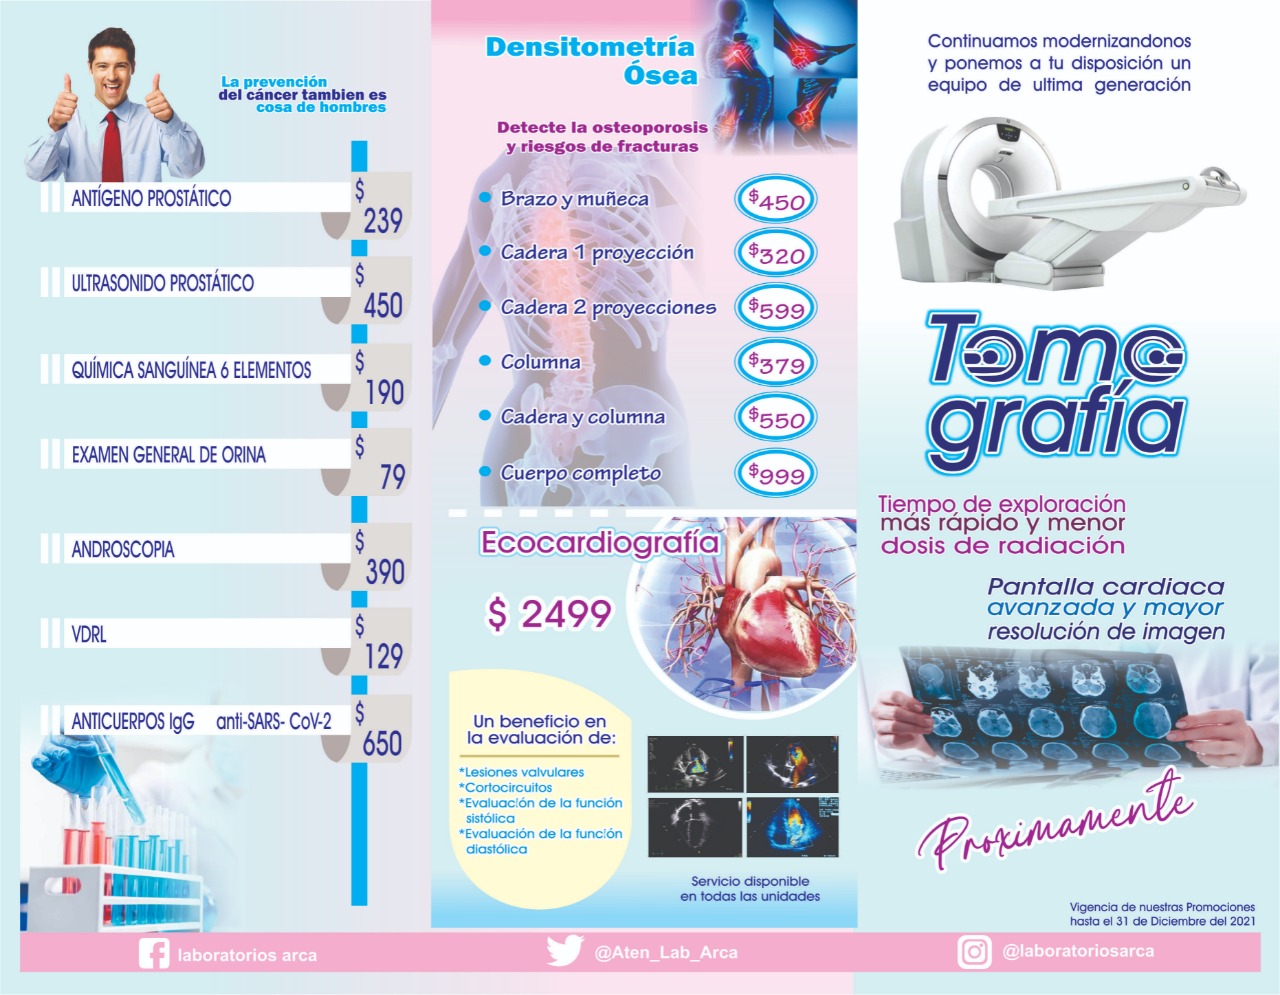 La prevención
del cáncer tambien es
cosa de hombres
ANTÍGENO PROSTÁTICO
$
239
ULTRASONIDO PROSTÁTICO
$
450
QUÍMICA SANGUÍNEA 6 ELEMENTOS
$
190
EXAMEN GENERAL DE ORINA
$
79
ANDROSCOPIA
$
390
VDRL
$
129
ANTICUERPOS IgG anti-SARS- CoV-2
$
650
Densitometría
Ósea
Detecte la osteoporosis
y riesgos de fracturas
• Brazo y muñeca $450
• Cadera 1 proyección $320
• Cadera 2 proyecciones $599
• Columna $379
• Cadera y columna $550
• Cuerpo completo $999
Ecocardiografía
$ 2499
Un beneficio en
la evaluación de:
*Lesiones valvulares
*Cortocircuitos
*Evaluación de la función
sistólica
*Evaluación de la función
diastólica
Servicio disponible
en todas las unidades
Continuamos modernizandonos
y ponemos a tu disposición un
equipo de ultima generación
Tomo
grafía
Tiempo de exploración
más rápido y menor
dosis de radiación
Pantalla cardiaca
avanzada y mayor
resolución de imagen
Proximamente
Vigencia de nuestras Promociones
hasta el 31 de Diciembre del 2021
laboratorios arca
@Aten_Lab_Arca
@laboratoriosarca